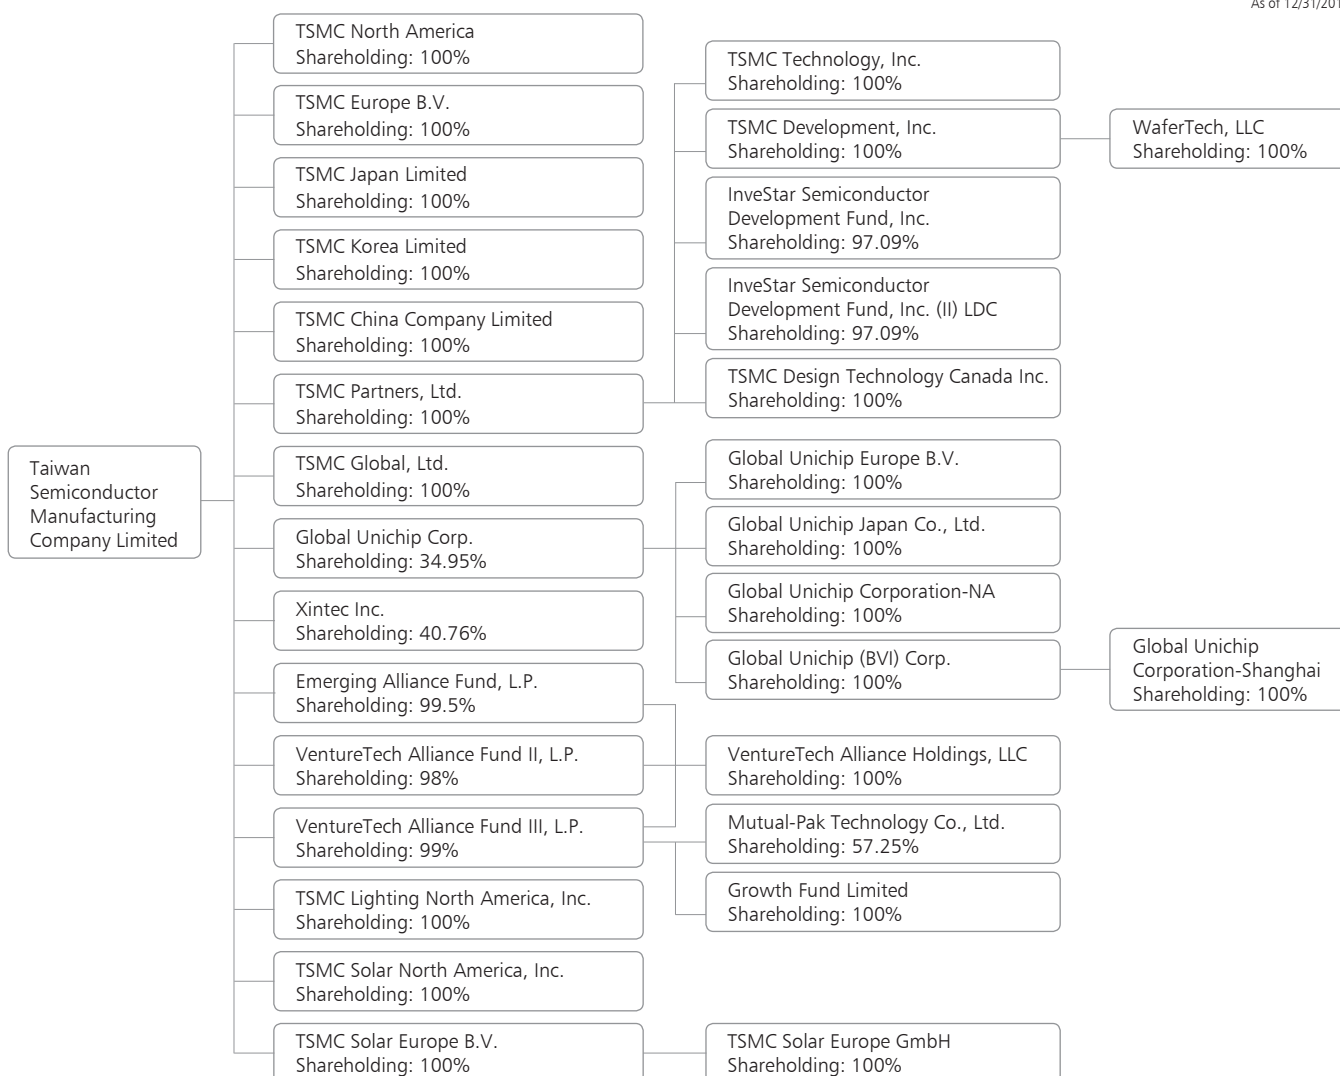 As of 12/31/201
Taiwan
Semiconductor
Manufacturing
Company Limited
TSMC North America
Shareholding: 100%
TSMC Europe B.V.
Shareholding: 100%
TSMC Japan Limited
Shareholding: 100%
TSMC Korea Limited
Shareholding: 100%
TSMC China Company Limited
Shareholding: 100%
TSMC Partners, Ltd.
Shareholding: 100%
TSMC Global, Ltd.
Shareholding: 100%
Global Unichip Corp.
Shareholding: 34.95%
Xintec Inc.
Shareholding: 40.76%
Emerging Alliance Fund, L.P.
Shareholding: 99.5%
VentureTech Alliance Fund II, L.P.
Shareholding: 98%
VentureTech Alliance Fund III, L.P.
Shareholding: 99%
TSMC Lighting North America, Inc.
Shareholding: 100%
TSMC Solar North America, Inc.
Shareholding: 100%
TSMC Solar Europe B.V.
Shareholding: 100%
TSMC Technology, Inc.
Shareholding: 100%
TSMC Development, Inc.
Shareholding: 100%
InveStar Semiconductor
Development Fund, Inc.
Shareholding: 97.09%
InveStar Semiconductor
Development Fund, Inc. (II) LDC
Shareholding: 97.09%
TSMC Design Technology Canada Inc.
Shareholding: 100%
Global Unichip Europe B.V.
Shareholding: 100%
Global Unichip Japan Co., Ltd.
Shareholding: 100%
Global Unichip Corporation-NA
Shareholding: 100%
Global Unichip (BVI) Corp.
Shareholding: 100%
VentureTech Alliance Holdings, LLC
Shareholding: 100%
Mutual-Pak Technology Co., Ltd.
Shareholding: 57.25%
Growth Fund Limited
Shareholding: 100%
TSMC Solar Europe GmbH
Shareholding: 100%
WaferTech, LLC
Shareholding: 100%
Global Unichip
Corporation-Shanghai
Shareholding: 100%